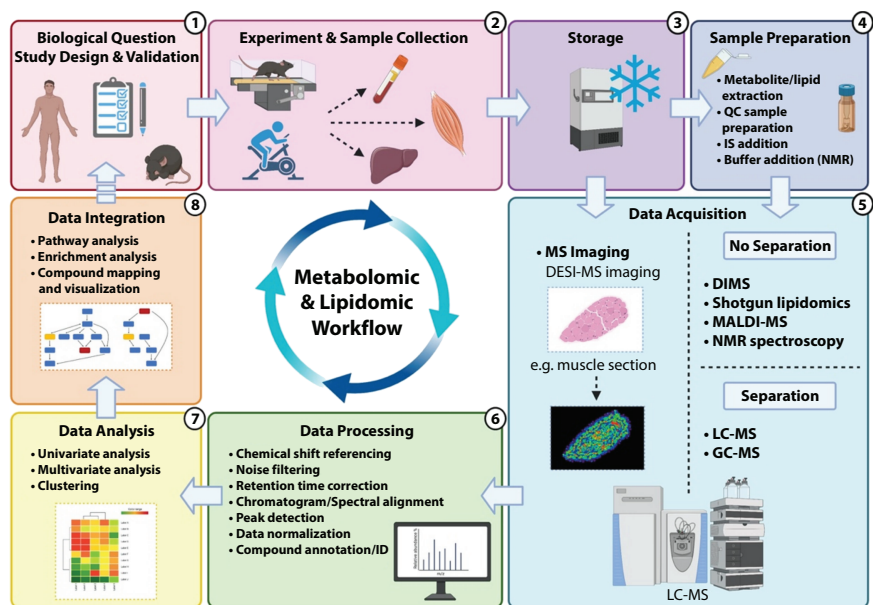 1
Biological Question
Study Design & Validation
2
Experiment & Sample Collection
3
Storage
4
Sample Preparation
• Metabolite/lipid
extraction
• QC sample
preparation
• IS addition
• Buffer addition (NMR)
5
Data Acquisition
• MS Imaging
DESI-MS imaging
e.g. muscle section
No Separation
• DIMS
• Shotgun lipidomics
• MALDI-MS
• NMR spectroscopy
Separation
• LC-MS
• GC-MS
LC-MS
6
Data Processing
• Chemical shift referencing
• Noise filtering
• Retention time correction
• Chromatogram/Spectral alignment
• Peak detection
• Data normalization
• Compound annotation/ID
Relative abundance %
M/Z
7
Data Analysis
• Univariate analysis
• Multivariate analysis
• Clustering
8
Data Integration
• Pathway analysis
• Enrichment analysis
• Compound mapping
and visualization
Metabolomic
& Lipidomic
Workflow